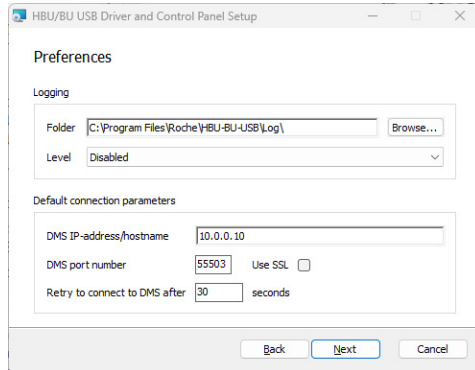 HBU/BU USB Driver and Control Panel Setup
Preferences
Logging
Folder C:\Program Files\Roche\HBU-BU-USB\Log\ Browse...
Level Disabled
Default connection parameters
DMS IP-address/hostname 10.0.0.10
DMS port number 55503 Use SSL
Retry to connect to DMS after 30 seconds
Back Next Cancel